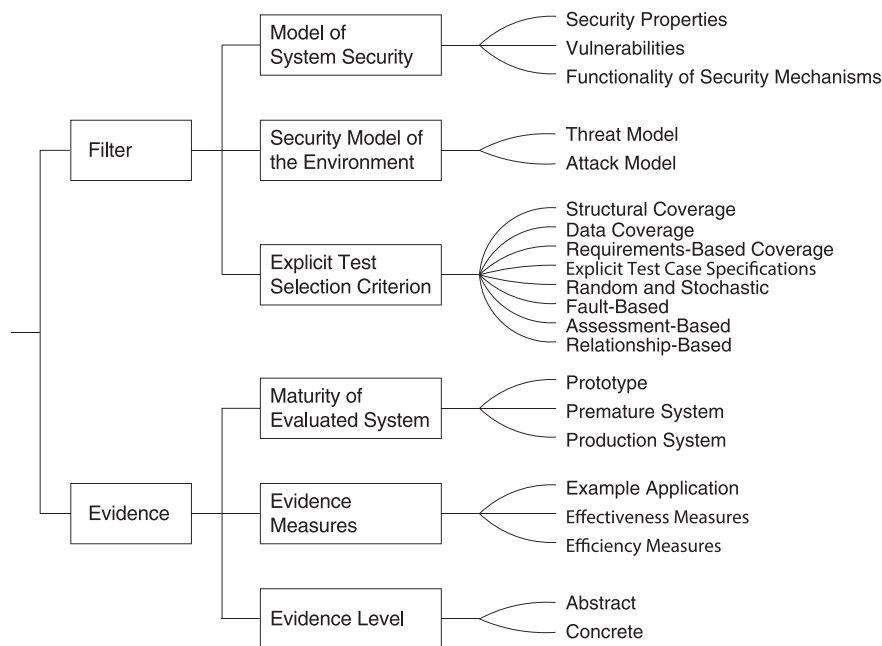 Filter
Model of
System Security
Security Properties
Vulnerabilities
Functionality of Security Mechanisms
Security Model of
the Environment
Threat Model
Attack Model
Explicit Test
Selection Criterion
Structural Coverage
Data Coverage
Requirements-Based Coverage
Explicit Test Case Specifications
Random and Stochastic
Fault-Based
Assessment-Based
Relationship-Based
Evidence
Maturity of
Evaluated System
Prototype
Premature System
Production System
Evidence
Measures
Example Application
Effectiveness Measures
Efficiency Measures
Evidence Level
Abstract
Concrete